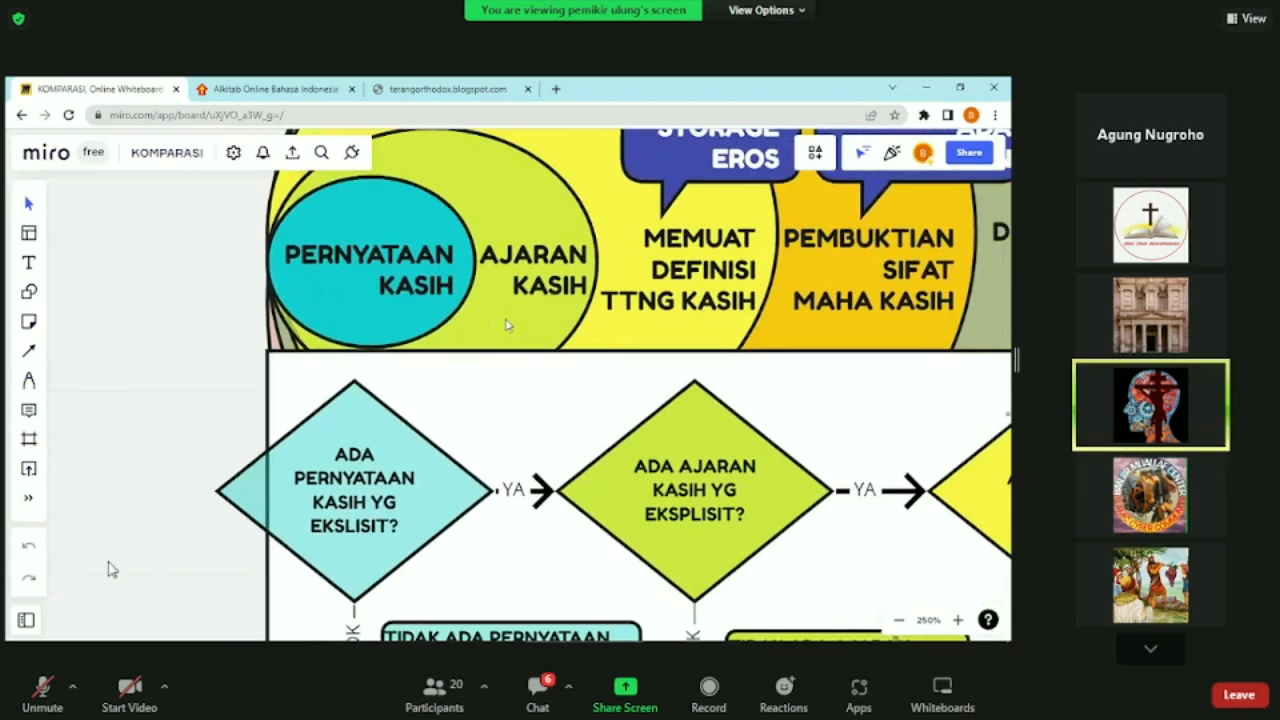 You are viewing pemikir ulung's screen
View Options
View
KOMPARASI, Online Whiteboard
Alkitab Online Bahasa Indonesia
terangorthodox.blogspot.com
miro.com/app/board/uXjVO_a3W_g=/
miro
free
KOMPARASI
Share
STORAGE
EROS
PERNYATAAN
KASIH
AJARAN
KASIH
MEMUAT
DEFINISI
TTNG KASIH
PEMBUKTIAN
SIFAT
MAHA KASIH
D
ADA
PERNYATAAN
KASIH YG
EKSLISIT?
YA
ADA AJARAN
KASIH YG
EKSPLISIT?
YA
TIDAK ADA PERNYATAAN
250%
Agung Nugroho
Unmute
Start Video
Participants
20
Chat
6
Share Screen
Record
Reactions
Apps
Whiteboards
Leave